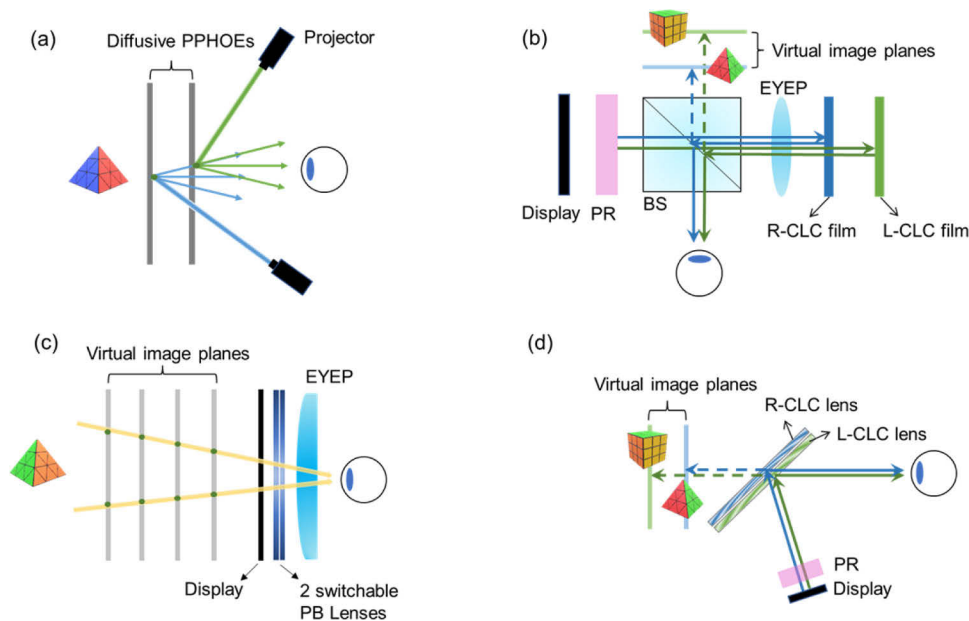 (a)
Diffusive PPHOEs
Projector
(b)
Virtual image planes
EYEP
Display
PR
BS
R-CLC film
L-CLC film
(c)
Virtual image planes
EYEP
Display
2 switchable
PB Lenses
(d)
Virtual image planes
R-CLC lens
L-CLC lens
PR
Display